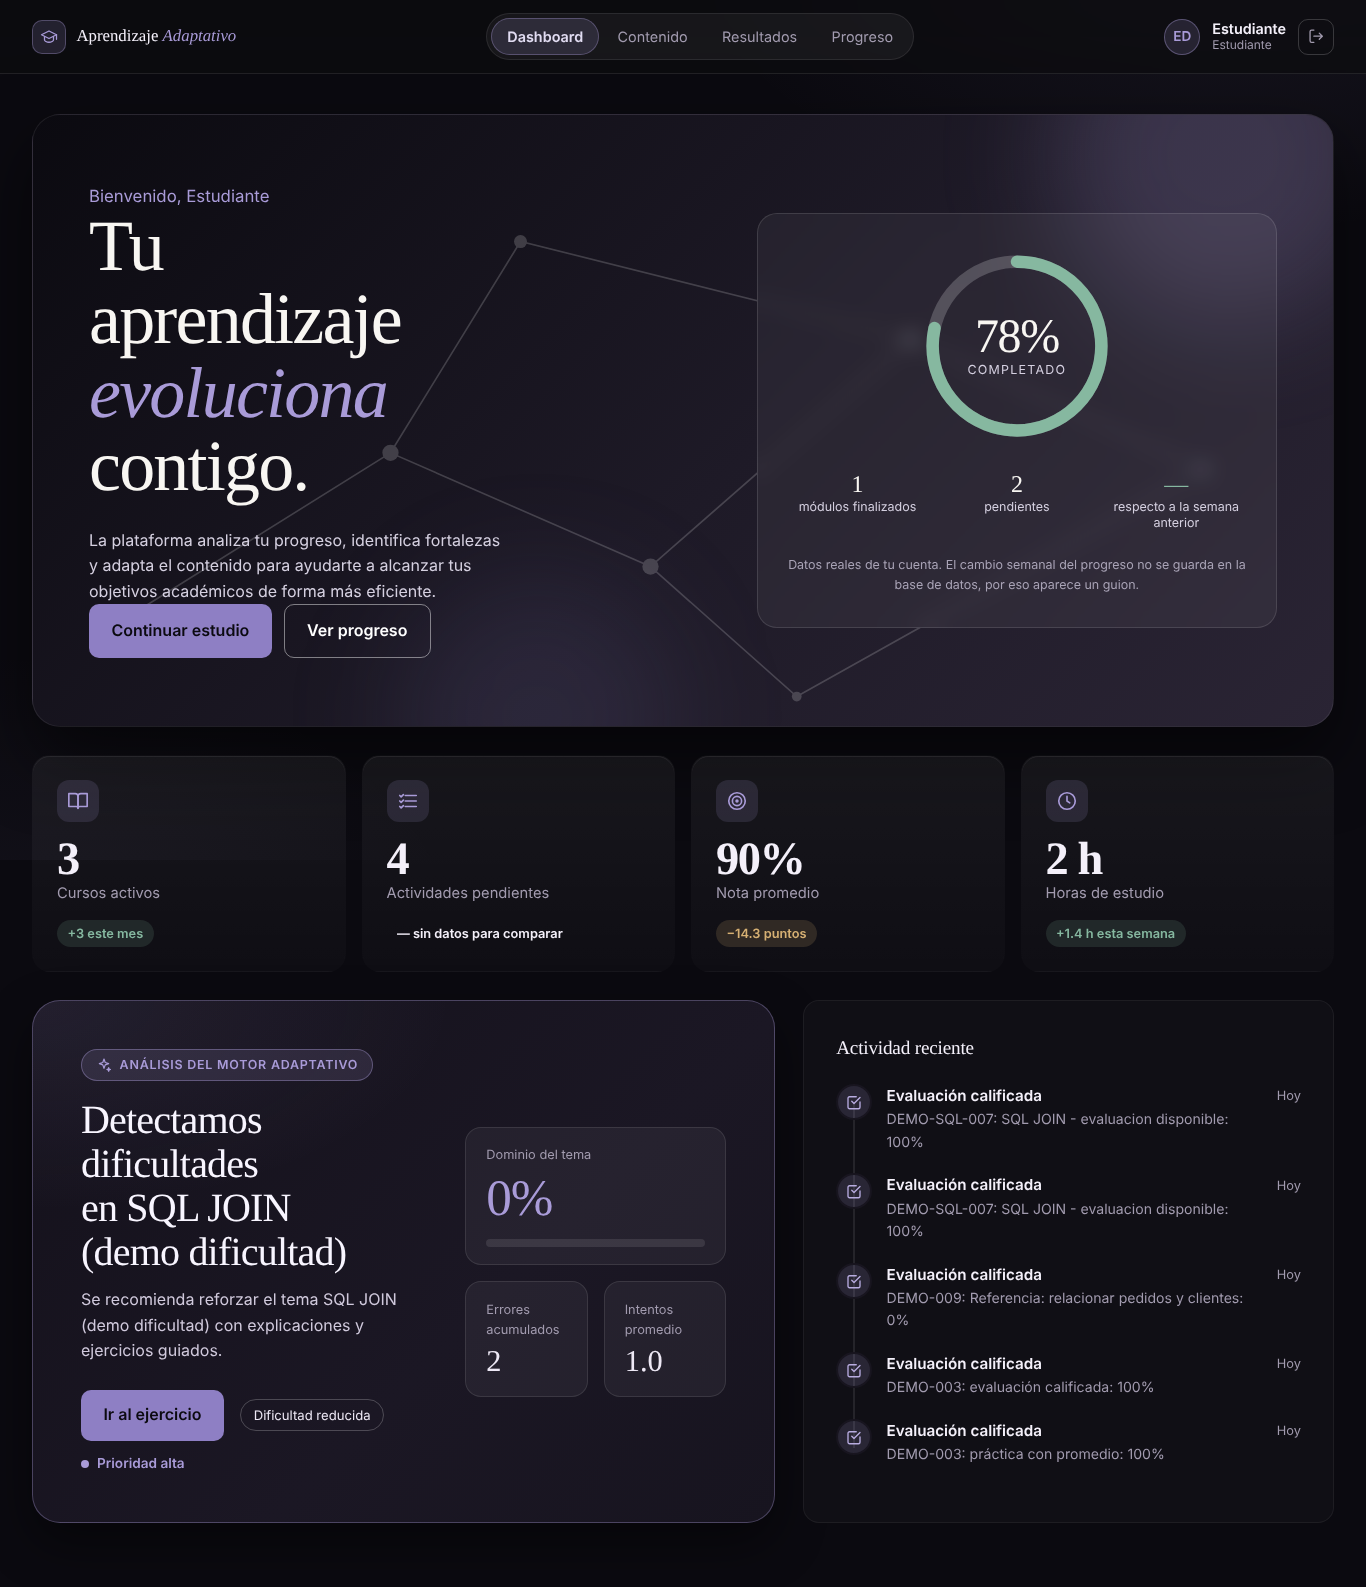 Aprendizaje Adaptativo
Dashboard
Contenido
Resultados
Progreso
ED
Estudiante
Estudiante
Bienvenido, Estudiante
Tu
aprendizaje
evoluciona
contigo.
La plataforma analiza tu progreso, identifica fortalezas
y adapta el contenido para ayudarte a alcanzar tus
objetivos académicos de forma más eficiente.
Continuar estudio
Ver progreso
78%
COMPLETADO
1
módulos finalizados
2
pendientes
—
respecto a la semana
anterior
Datos reales de tu cuenta. El cambio semanal del progreso no se guarda en la
base de datos, por eso aparece un guion.
3
Cursos activos
+3 este mes
4
Actividades pendientes
— sin datos para comparar
90%
Nota promedio
−14.3 puntos
2 h
Horas de estudio
+1.4 h esta semana
ANÁLISIS DEL MOTOR ADAPTATIVO
Detectamos
dificultades
en SQL JOIN
(demo dificultad)
Se recomienda reforzar el tema SQL JOIN
(demo dificultad) con explicaciones y
ejercicios guiados.
Ir al ejercicio
Dificultad reducida
Prioridad alta
Dominio del tema
0%
Errores
acumulados
2
Intentos
promedio
1.0
Actividad reciente
Evaluación calificada
Hoy
DEMO-SQL-007: SQL JOIN - evaluacion disponible:
100%
Evaluación calificada
Hoy
DEMO-SQL-007: SQL JOIN - evaluacion disponible:
100%
Evaluación calificada
Hoy
DEMO-009: Referencia: relacionar pedidos y clientes:
0%
Evaluación calificada
Hoy
DEMO-003: evaluación calificada: 100%
Evaluación calificada
Hoy
DEMO-003: práctica con promedio: 100%